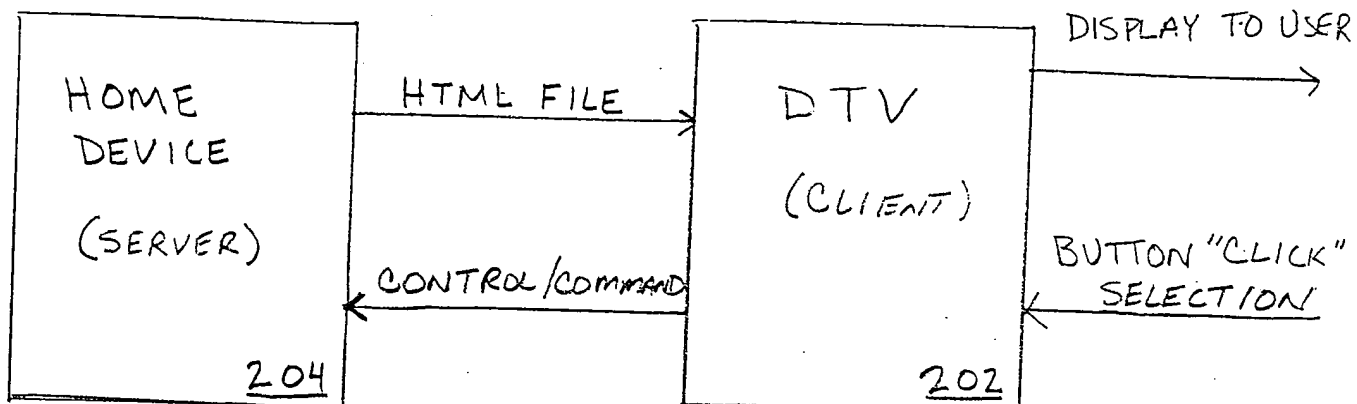 DISPLAY TO USER
HOME
DEVICE
(SERVER)
204
HTML FILE
CONTROL/COMMAND
DTV
(CLIENT)
202
BUTTON "CLICK"
SELECTION